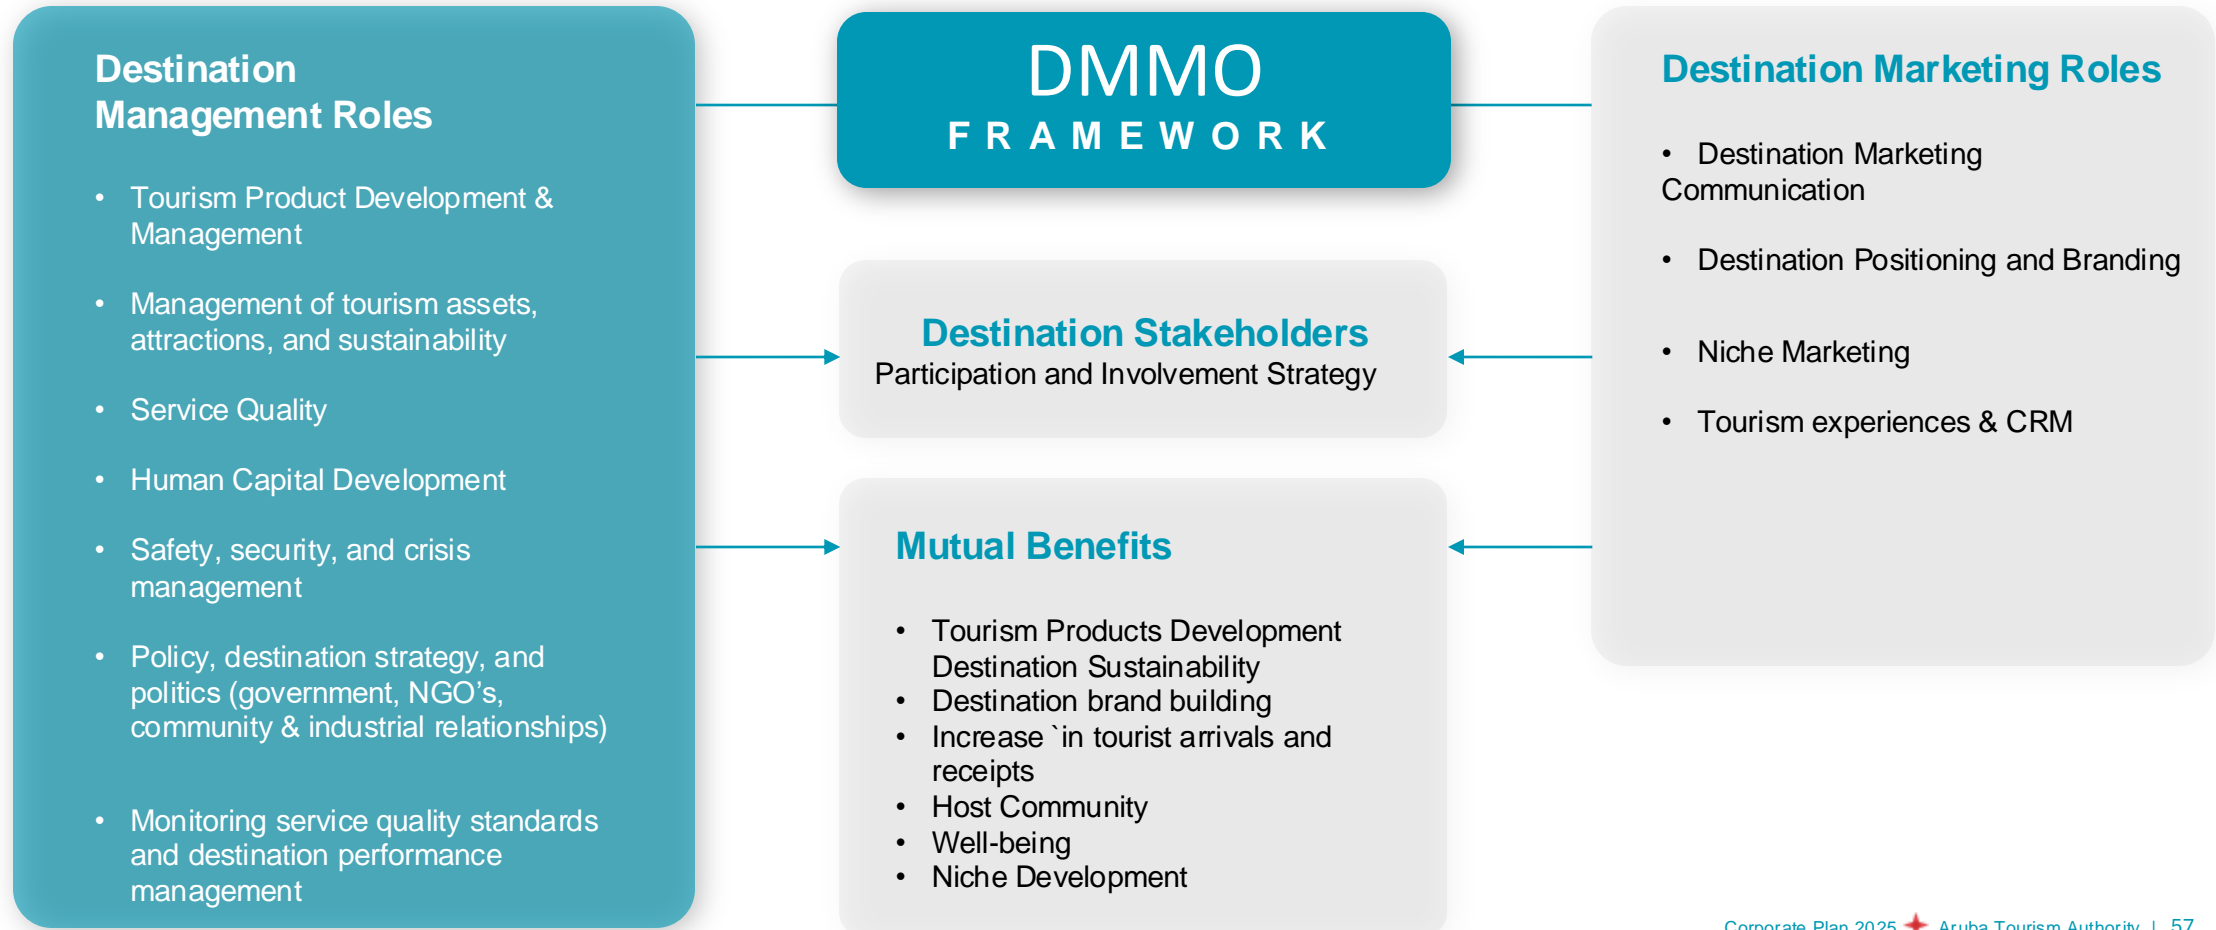 Destination
Management Roles
• Tourism Product Development &
Management
• Management of tourism assets,
attractions, and sustainability
• Service Quality
• Human Capital Development
• Safety, security, and crisis
management
• Policy, destination strategy, and
politics (government, NGO’s,
community & industrial relationships)
• Monitoring service quality standards
and destination performance
management
DMMO
FRAMEWORK
Destination Stakeholders
Participation and Involvement Strategy
Mutual Benefits
• Tourism Products Development
Destination Sustainability
• Destination brand building
• Increase `in tourist arrivals and
receipts
• Host Community
• Well-being
• Niche Development
Destination Marketing Roles
• Destination Marketing
Communication
• Destination Positioning and Branding
• Niche Marketing
• Tourism experiences & CRM
Corporate Plan 2025 Aruba Tourism Authority | 57